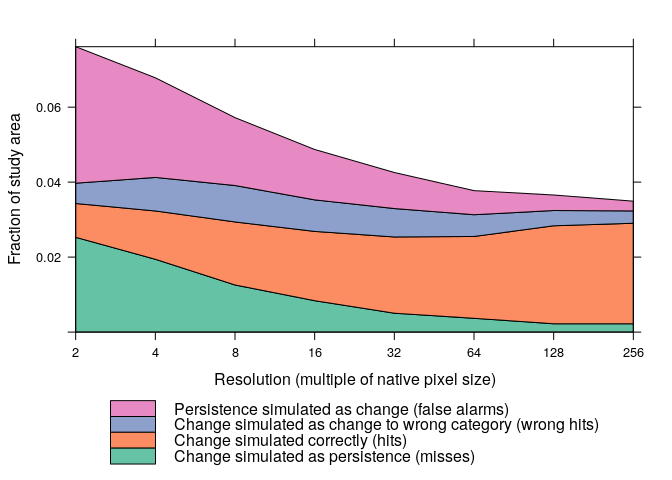 0.06
0.04
0.02
Fraction of study area
2 4 8 16 32 64 128 256
Resolution (multiple of native pixel size)
Persistence simulated as change (false alarms)
Change simulated as change to wrong category (wrong hits)
Change simulated correctly (hits)
Change simulated as persistence (misses)